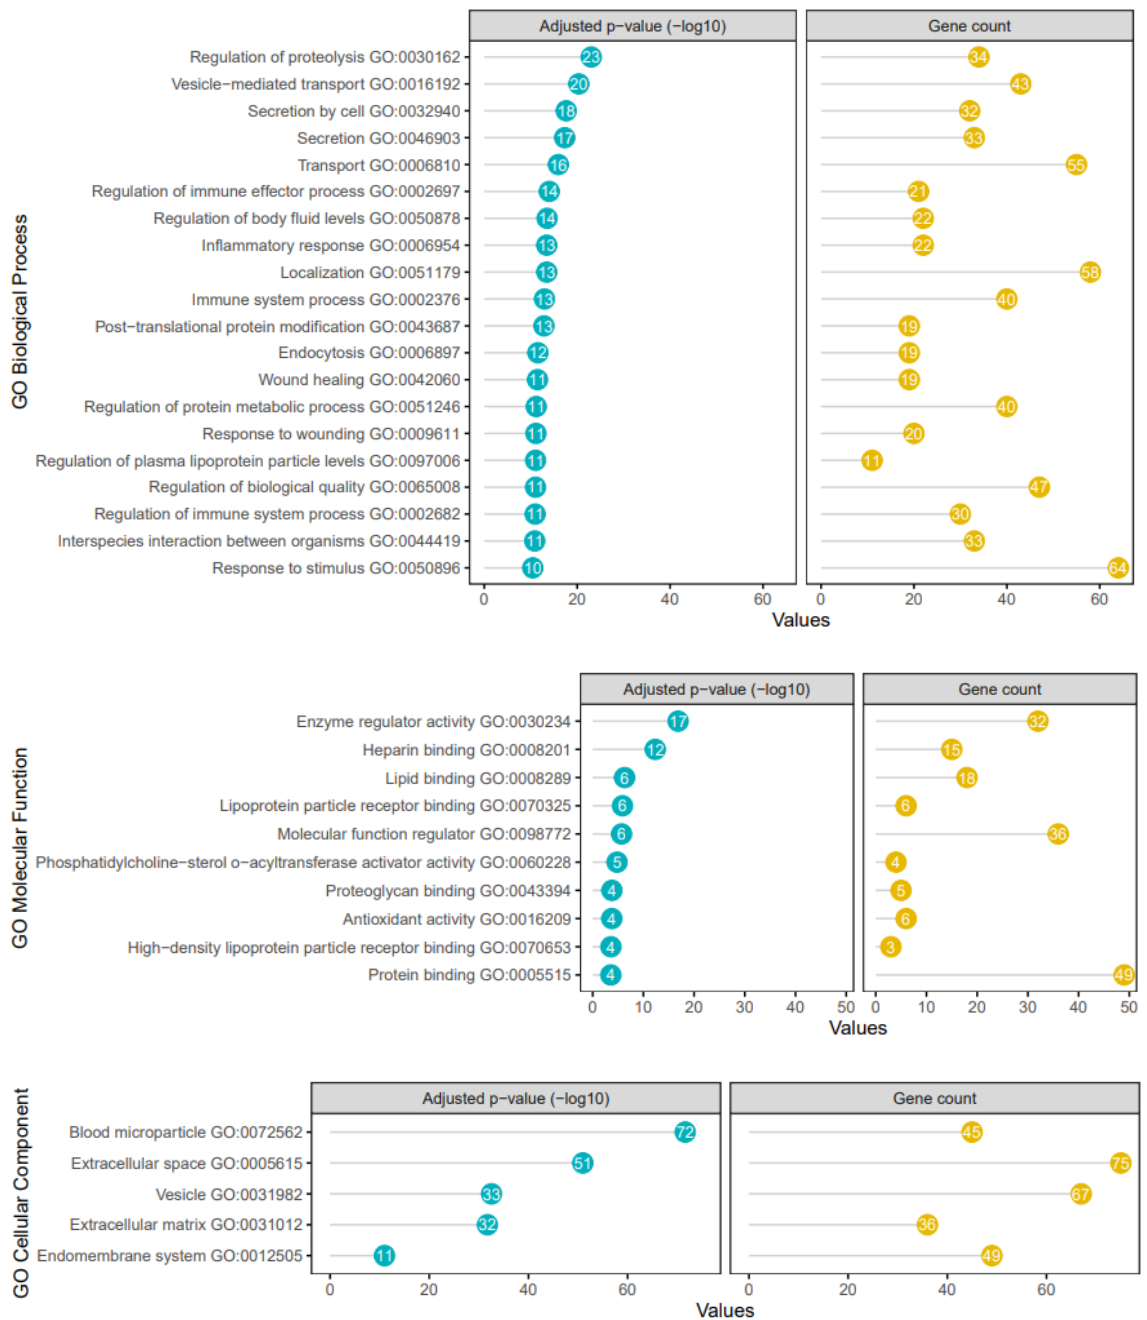 Adjusted p−value (−log10) Gene count
GO Biological Process
Regulation of proteolysis GO:0030162 23 34
Vesicle−mediated transport GO:0016192 20 43
Secretion by cell GO:0032940 18 32
Secretion GO:0046903 17 33
Transport GO:0006810 16 55
Regulation of immune effector process GO:0002697 14 21
Regulation of body fluid levels GO:0050878 14 22
Inflammatory response GO:0006954 13 22
Localization GO:0051179 13 58
Immune system process GO:0002376 13 40
Post−translational protein modification GO:0043687 13 19
Endocytosis GO:0006897 12 19
Wound healing GO:0042060 11 19
Regulation of protein metabolic process GO:0051246 11 40
Response to wounding GO:0009611 11 20
Regulation of plasma lipoprotein particle levels GO:0097006 11 11
Regulation of biological quality GO:0065008 11 47
Regulation of immune system process GO:0002682 11 30
Interspecies interaction between organisms GO:0044419 11 33
Response to stimulus GO:0050896 10 64
0 20 40 60 0 20 40 60
Values
Adjusted p−value (−log10) Gene count
GO Molecular Function
Enzyme regulator activity GO:0030234 17 32
Heparin binding GO:0008201 12 15
Lipid binding GO:0008289 6 18
Lipoprotein particle receptor binding GO:0070325 6 6
Molecular function regulator GO:0098772 6 36
Phosphatidylcholine−sterol o−acyltransferase activator activity GO:0060228 5 4
Proteoglycan binding GO:0043394 4 5
Antioxidant activity GO:0016209 4 6
High−density lipoprotein particle receptor binding GO:0070653 4 3
Protein binding GO:0005515 4 49
0 10 20 30 40 50 0 10 20 30 40 50
Values
Adjusted p−value (−log10) Gene count
GO Cellular Component
Blood microparticle GO:0072562 72 45
Extracellular space GO:0005615 51 75
Vesicle GO:0031982 33 67
Extracellular matrix GO:0031012 32 36
Endomembrane system GO:0012505 11 49
0 20 40 60 0 20 40 60
Values